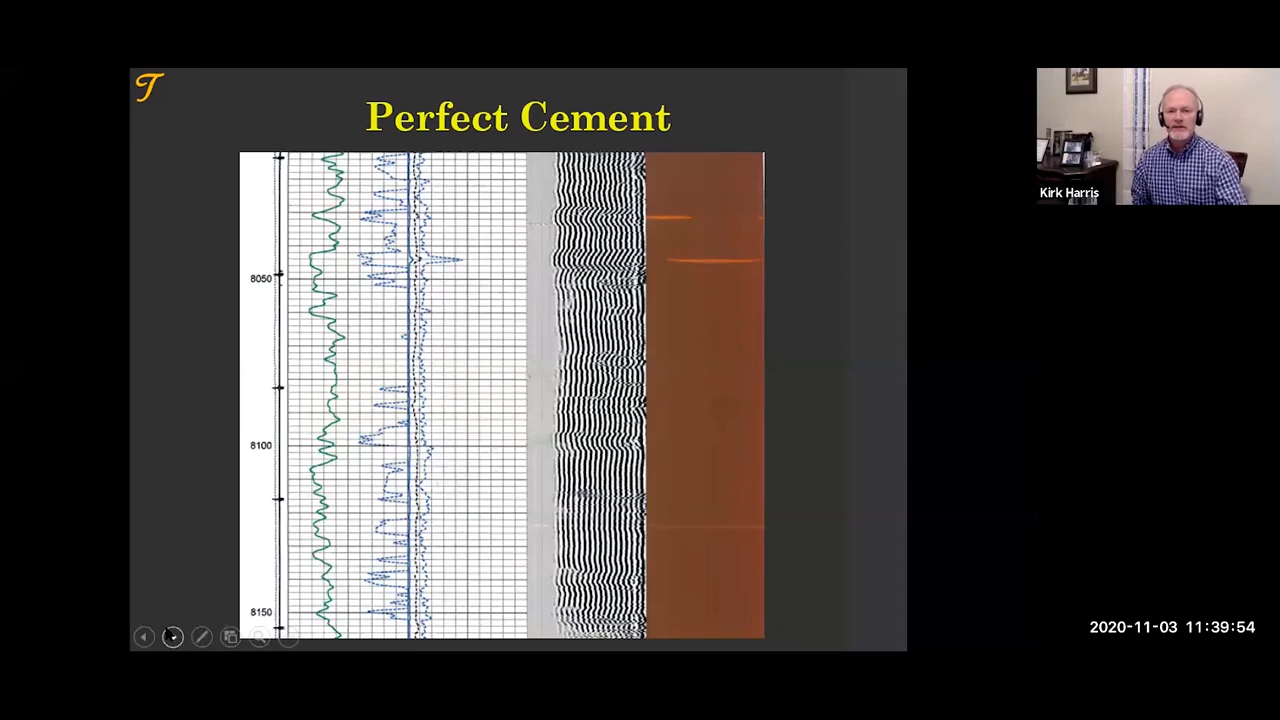 T
Perfect Cement
8050
8100
8150
Kirk Harris
2020-11-03 11:39:54